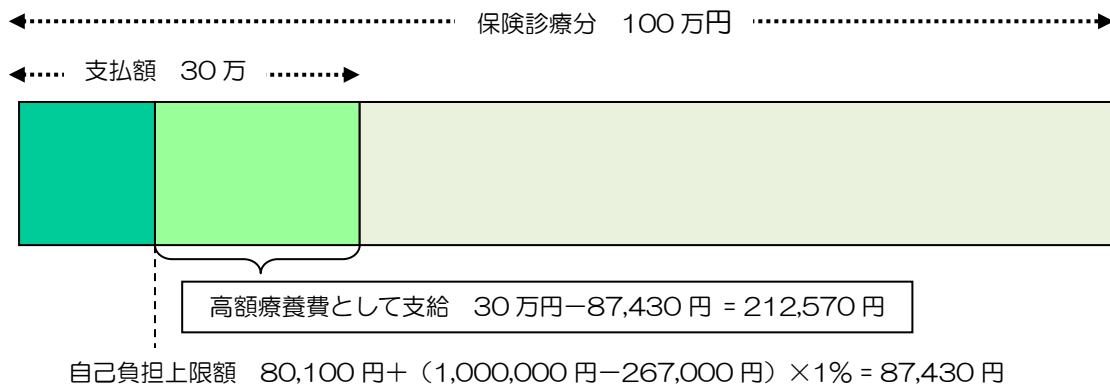 保険診療分　100万円
支払額　30万
高額療養費として支給　30万円－87,430円 = 212,570円
自己負担上限額　80,100円＋（1,000,000円－267,000円）×1% = 87,430円